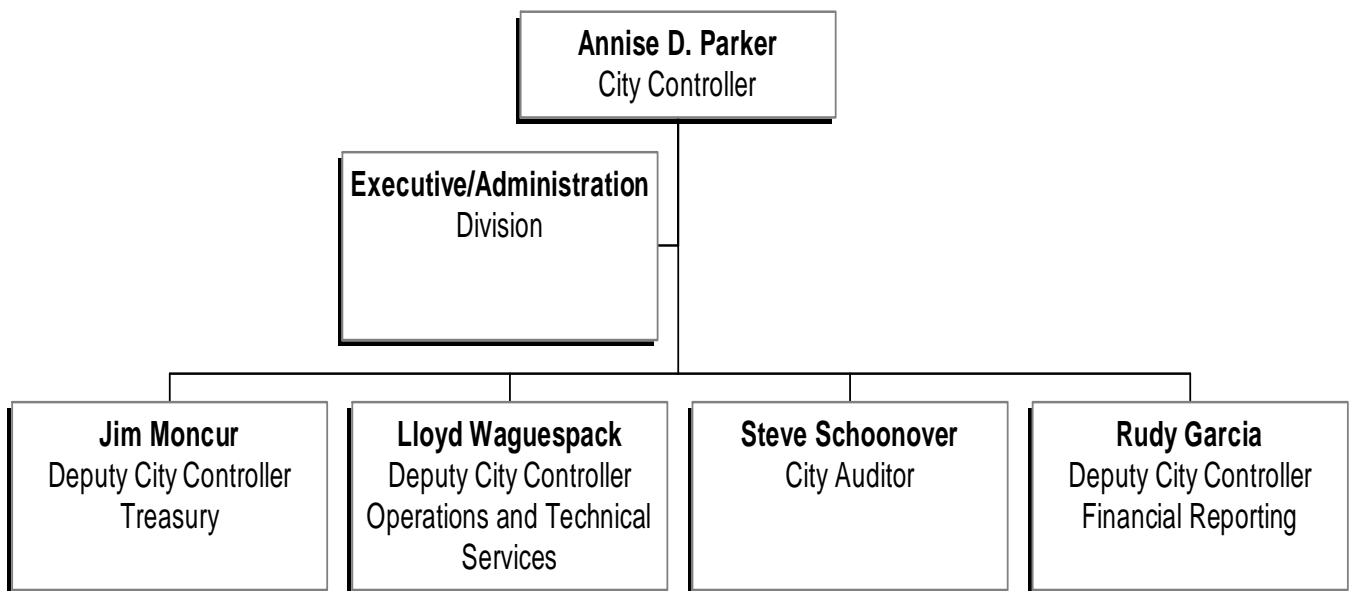 Annise D. Parker
City Controller
Executive/Administration
Division
Jim Moncur
Deputy City Controller
Treasury
Lloyd Waguespack
Deputy City Controller
Operations and Technical
Services
Steve Schoonover
City Auditor
Rudy Garcia
Deputy City Controller
Financial Reporting